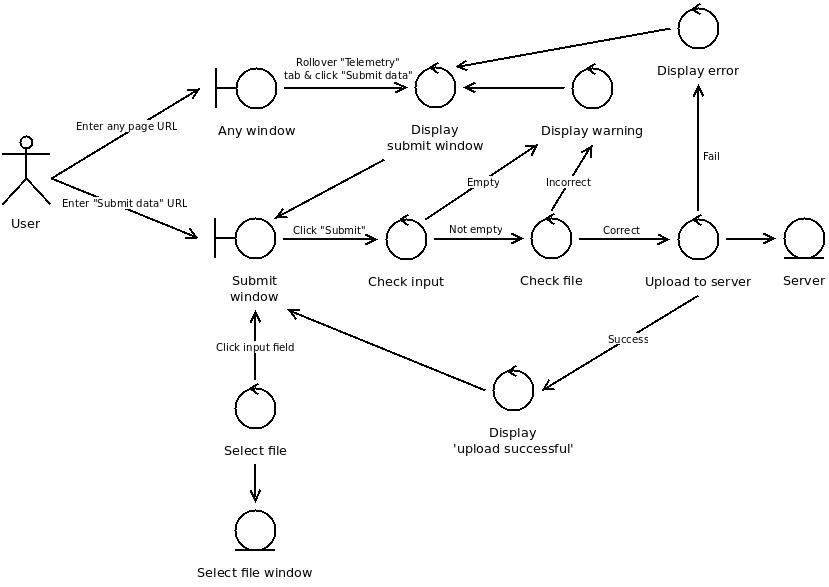 Display error
Rollover "Telemetry"
tab & click "Submit data"
Any window
Display
submit window
Display warning
Enter any page URL
User
Enter "Submit data" URL
Fail
Empty
Incorrect
Click "Submit"
Not empty
Correct
Submit
window
Check input
Check file
Upload to server
Server
Click input field
Success
Select file
Display
'upload successful'
Select file window